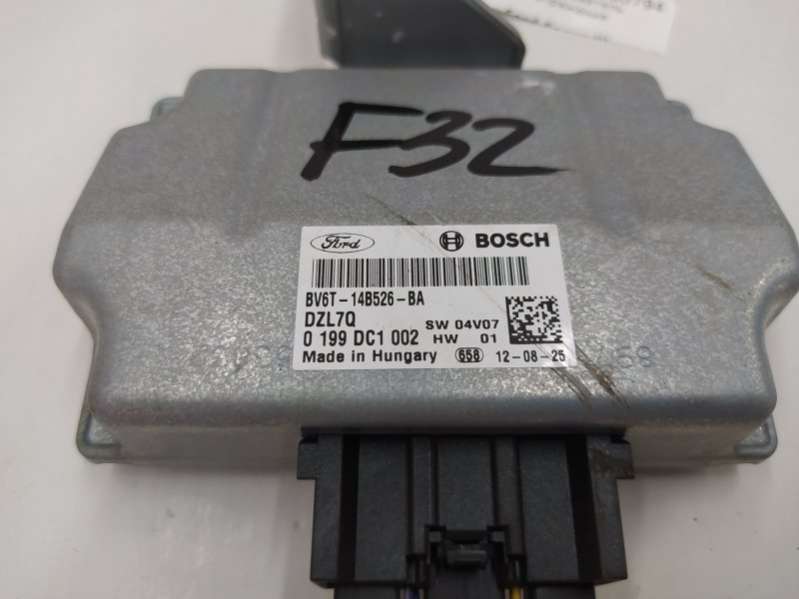 F32
Ford BOSCH
BV6T-14B526-BA
DZL7Q
SW 04V07
0 199 DC1 002 HW 01
Made in Hungary 658 12-08-25
59